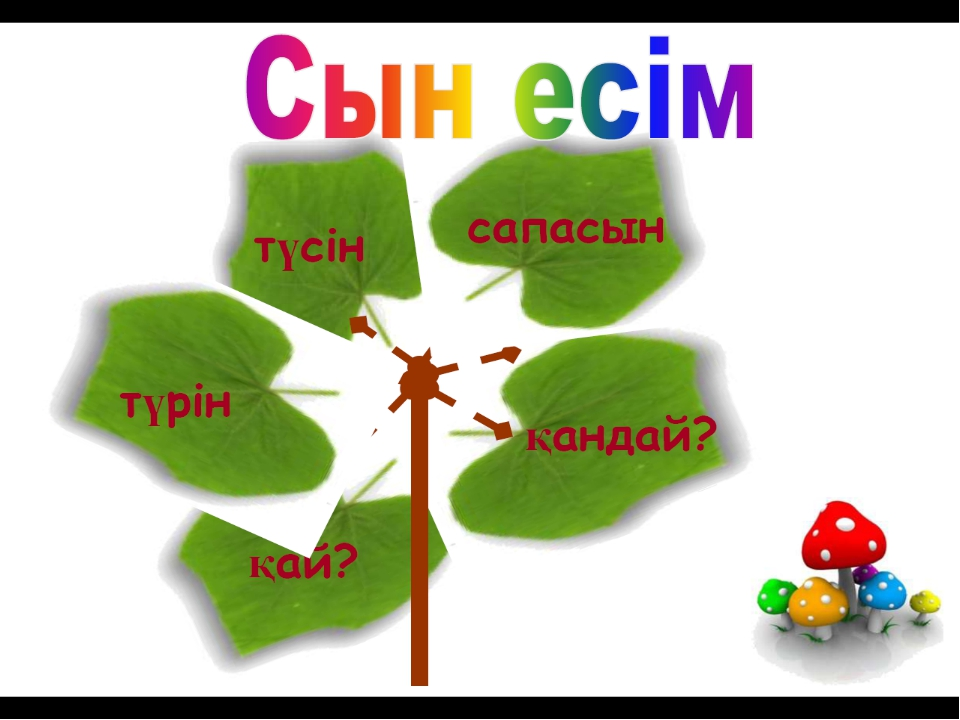 Сын есім
түсін
сапасын
түрін
қандай?
қай?